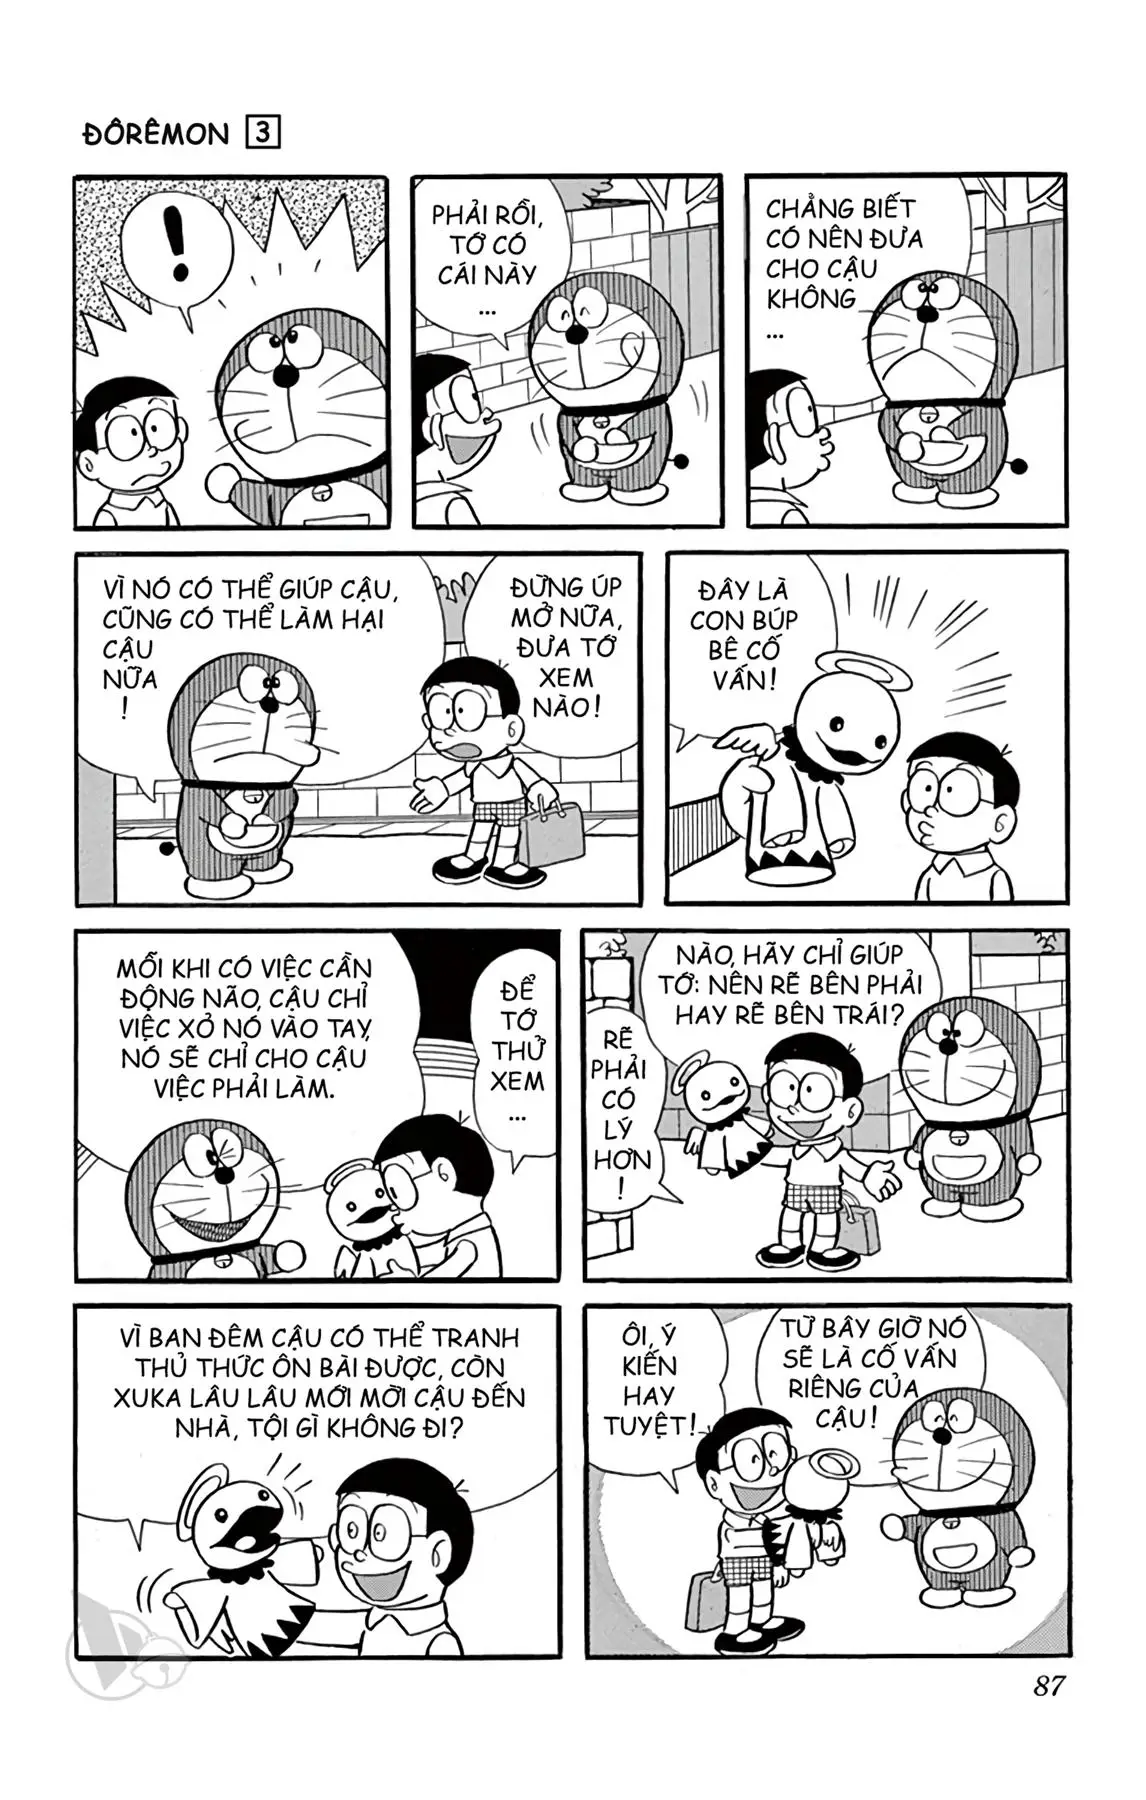 ĐÔRÊMON 3
!
PHẢI RỒI,
TỚ CÓ
CÁI NÀY
...
CHẲNG BIẾT
CÓ NÊN ĐƯA
CHO CẬU
KHÔNG
...
VÌ NÓ CÓ THỂ GIÚP CẬU,
CŨNG CÓ THỂ LÀM HẠI
CẬU
NỮA
!
ĐỪNG ÚP
MỞ NỮA,
ĐƯA TỚ
XEM
NÀO!
ĐÂY LÀ
CON BÚP
BÊ CỐ
VẤN!
MỖI KHI CÓ VIỆC CẦN
ĐỘNG NÃO, CẬU CHỈ
VIỆC XỎ NÓ VÀO TAY,
NÓ SẼ CHỈ CHO CẬU
VIỆC PHẢI LÀM.
ĐỂ
TỚ
THỬ
XEM
...
NÀO, HÃY CHỈ GIÚP
TỚ: NÊN RẼ BÊN PHẢI
HAY RẼ BÊN TRÁI?
RẼ
PHẢI
CÓ
LÝ
HƠN
!
VÌ BAN ĐÊM CẬU CÓ THỂ TRANH
THỦ THỨC ÔN BÀI ĐƯỢC, CÒN
XUKA LÂU LÂU MỚI MỜI CẬU ĐẾN
NHÀ, TỘI GÌ KHÔNG ĐI?
ÔI, Ý
KIẾN
HAY
TUYỆT!
TỪ BÂY GIỜ NÓ
SẼ LÀ CỐ VẤN
RIÊNG CỦA
CẬU!
87